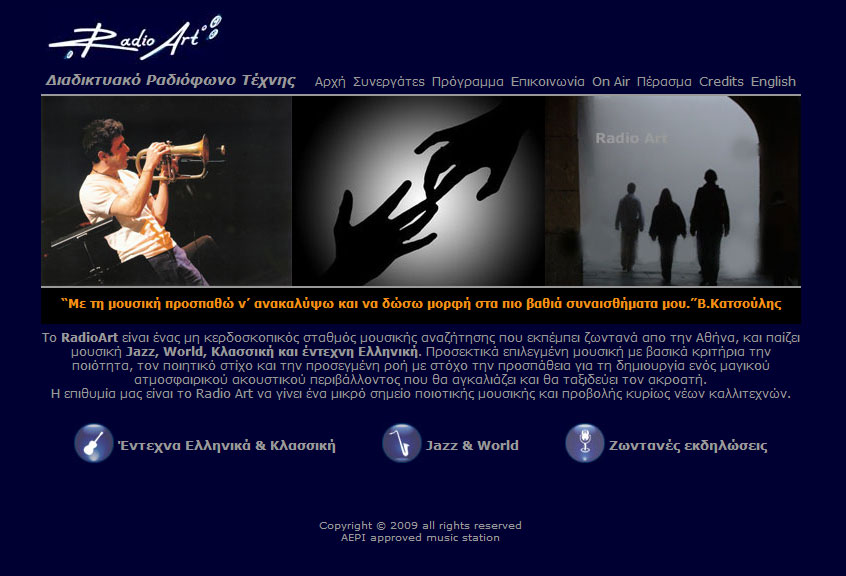 Radio Art
Διαδικτυακό Ραδιόφωνο Τέχνης
Αρχή Συνεργάτες Πρόγραμμα Επικοινωνία On Air Πέρασμα Credits English
Radio Art
“Με τη μουσική προσπαθώ ν’ ανακαλύψω και να δώσω μορφή στα πιο βαθιά συναισθήματα μου.”Β.Κατσούλης
Το RadioArt είναι ένας μη κερδοσκοπικός σταθμός μουσικής αναζήτησης που εκπέμπει ζωντανά απο την Αθήνα, και παίζει
μουσική Jazz, World, Κλασσική και έντεχνη Ελληνική. Προσεκτικά επιλεγμένη μουσική με βασικά κριτήρια την
ποιότητα, τον ποιητικό στίχο και την προσεγμένη ροή με στόχο την προσπάθεια για τη δημιουργία ενός μαγικού
ατμοσφαιρικού ακουστικού περιβάλλοντος που θα αγκαλιάζει και θα ταξιδεύει τον ακροατή.
Η επιθυμία μας είναι το Radio Art να γίνει ένα μικρό σημείο ποιοτικής μουσικής και προβολής κυρίως νέων καλλιτεχνών.
Έντεχνα Ελληνικά & Κλασσική
Jazz & World
Ζωντανές εκδηλώσεις
Copyright © 2009 all rights reserved
AEPI approved music station